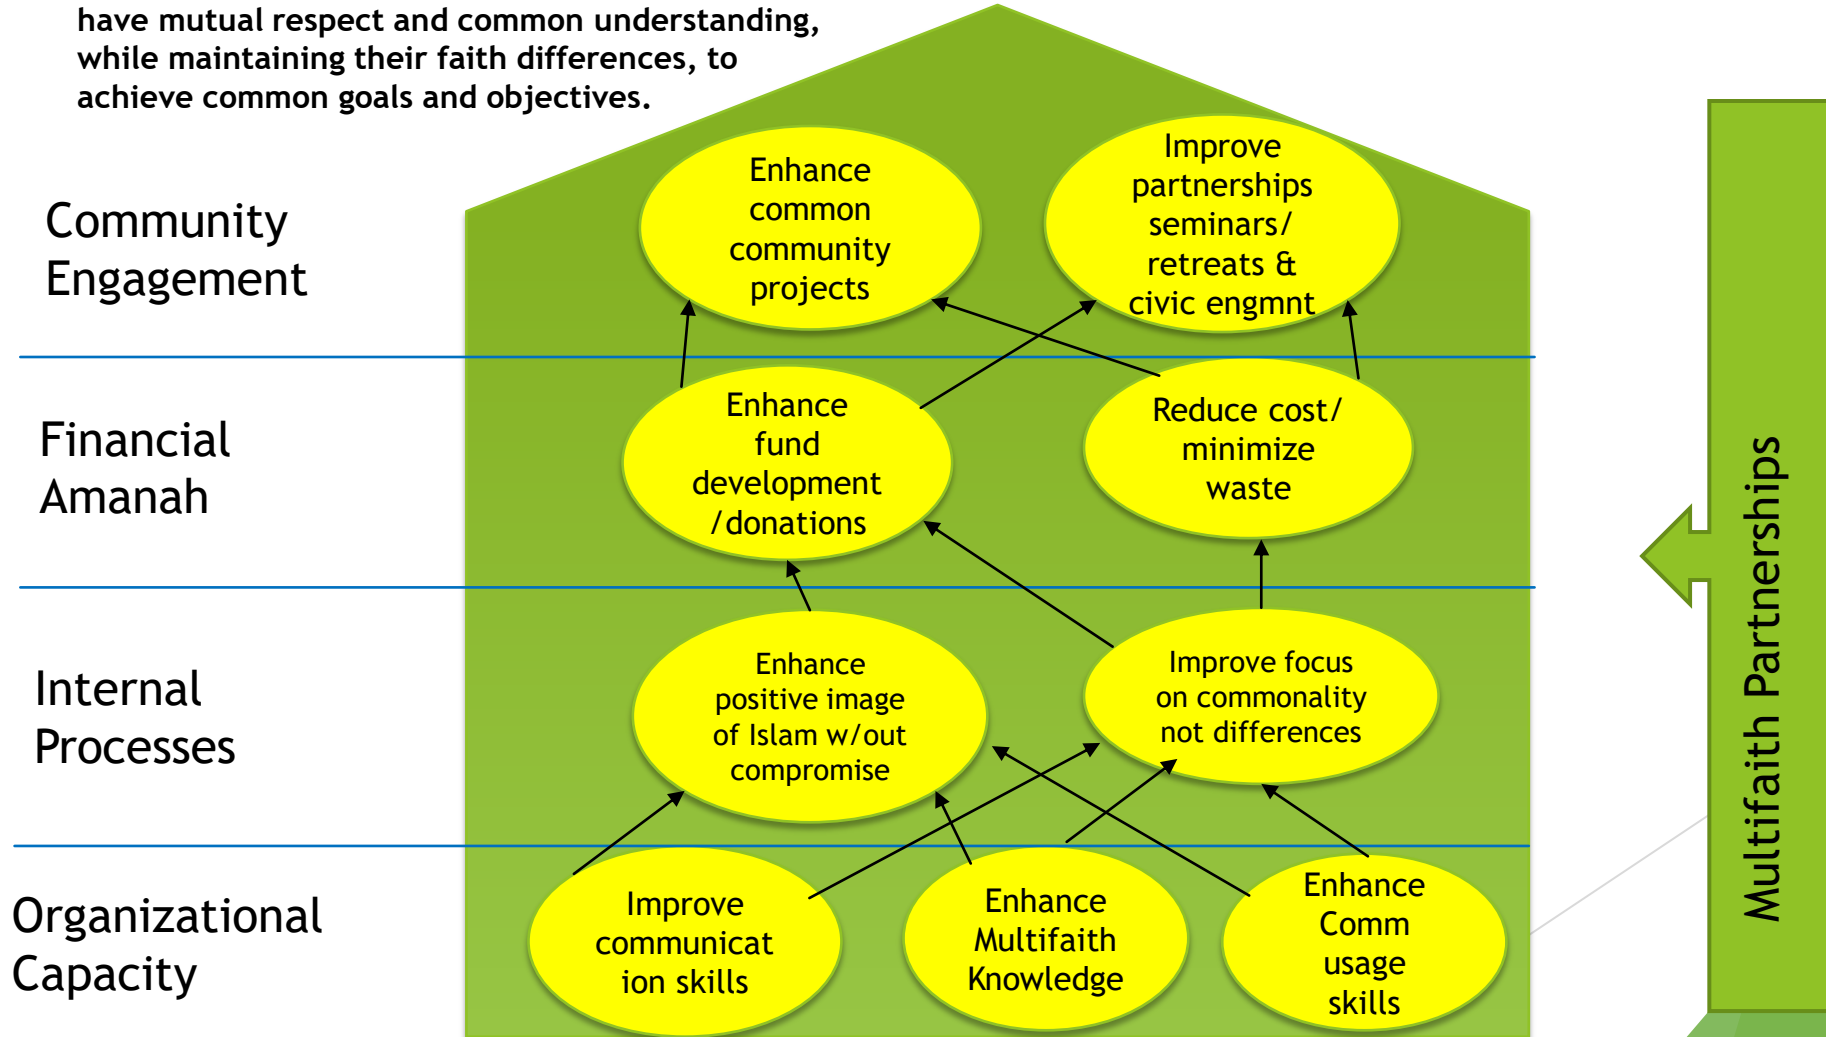 have mutual respect and common understanding,
while maintaining their faith differences, to
achieve common goals and objectives.
Community
Engagement
Enhance
common
community
projects
Improve
partnerships
seminars/
retreats &
civic engmnt
Financial
Amanah
Enhance
fund
development
/donations
Reduce cost/
minimize
waste
Internal
Processes
Enhance
positive image
of Islam w/out
compromise
Improve focus
on commonality
not differences
Organizational
Capacity
Improve
communicat
ion skills
Enhance
Multifaith
Knowledge
Enhance
Comm
usage
skills
Multifaith Partnerships